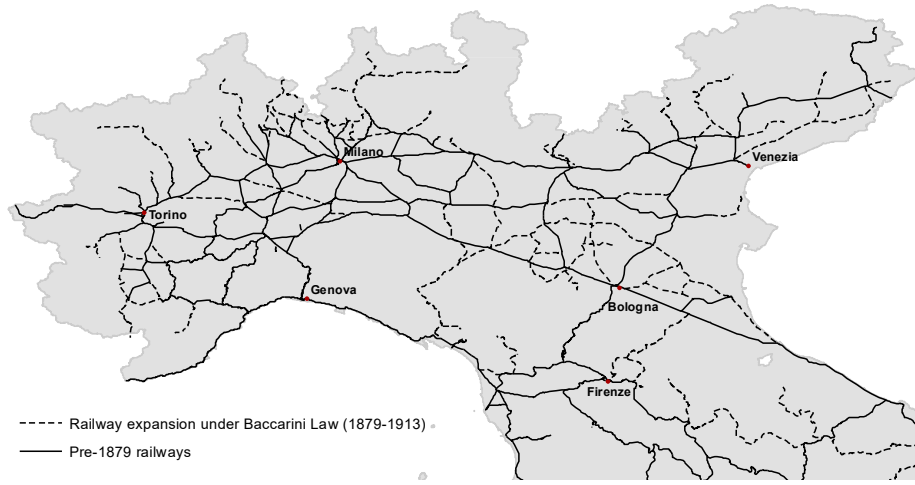 Milano
Venezia
Torino
Genova
Bologna
Firenze
Railway expansion under Baccarini Law (1879-1913)
Pre-1879 railways